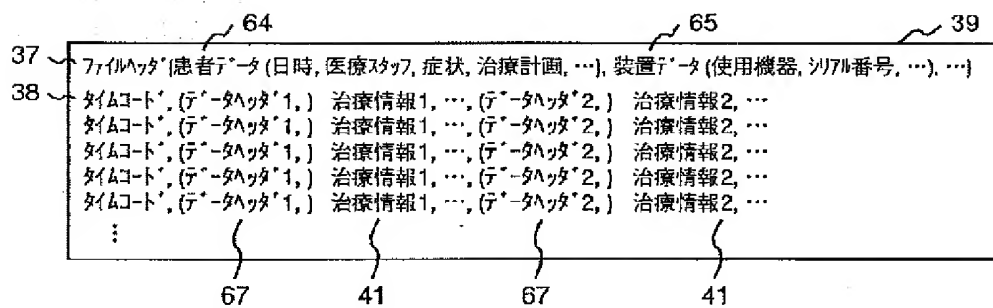 64 65 39
37 ﾌｧｲﾙﾍｯﾀﾞ{患者ﾃﾞｰﾀ(日時, 医療ｽﾀｯﾌ, 症状, 治療計画, …), 装置ﾃﾞｰﾀ(使用機器, ｼﾘｱﾙ番号, …), …}
38 ﾀｲﾑｺｰﾄﾞ, (ﾃﾞｰﾀﾍｯﾀﾞ1, ) 治療情報1, …, (ﾃﾞｰﾀﾍｯﾀﾞ2, ) 治療情報2, …
ﾀｲﾑｺｰﾄﾞ, (ﾃﾞｰﾀﾍｯﾀﾞ1, ) 治療情報1, …, (ﾃﾞｰﾀﾍｯﾀﾞ2, ) 治療情報2, …
ﾀｲﾑｺｰﾄﾞ, (ﾃﾞｰﾀﾍｯﾀﾞ1, ) 治療情報1, …, (ﾃﾞｰﾀﾍｯﾀﾞ2, ) 治療情報2, …
ﾀｲﾑｺｰﾄﾞ, (ﾃﾞｰﾀﾍｯﾀﾞ1, ) 治療情報1, …, (ﾃﾞｰﾀﾍｯﾀﾞ2, ) 治療情報2, …
ﾀｲﾑｺｰﾄﾞ, (ﾃﾞｰﾀﾍｯﾀﾞ1, ) 治療情報1, …, (ﾃﾞｰﾀﾍｯﾀﾞ2, ) 治療情報2, …
⋮
67 41 67 41